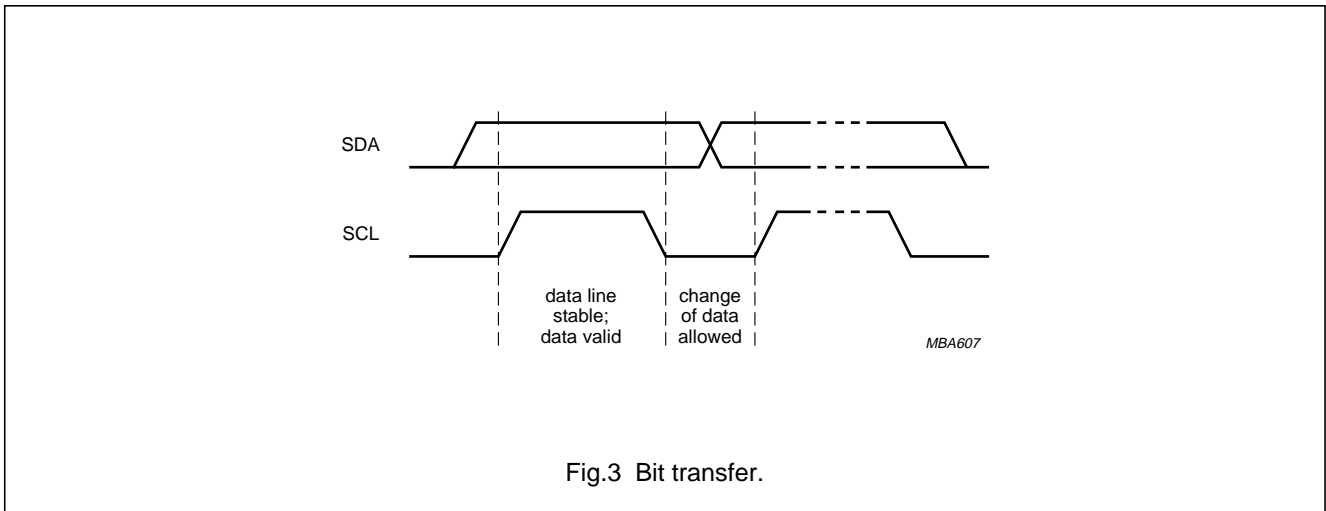 SDA
SCL
data line
stable;
data valid
change
of data
allowed
MBA607
Fig.3 Bit transfer.